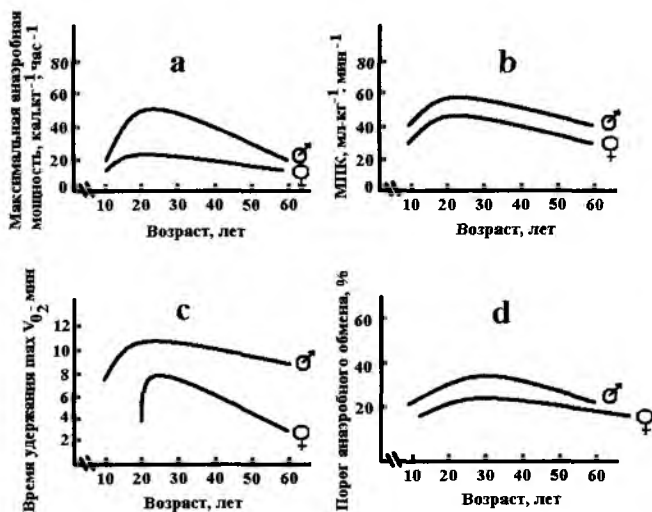 Максимальная анаэробная
мощность, кал.кг⁻¹, час⁻¹
a
80
60
40
20
0
10 20 30 40 50 60
Возраст, лет
♂
♀
МПК, мл·кг⁻¹. мин⁻¹
b
80
60
40
20
0
10 20 30 40 50 60
Возраст, лет
♂
♀
Время удержания max V₀₂- мин
c
12
10
8
6
4
2
10 20 30 40 50 60
Возраст, лет
♂
♀
Порог анаэробного обмена, %
d
60
40
20
10 20 30 40 50 60
Возраст, лет
♂
♀